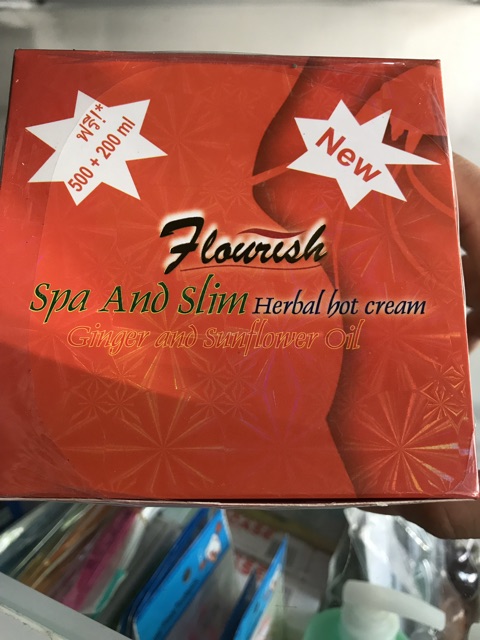 ฟรี!*
500 + 200 ml
New
Flourish
Spa And Slim Herbal hot cream
Ginger and Sunflower Oil